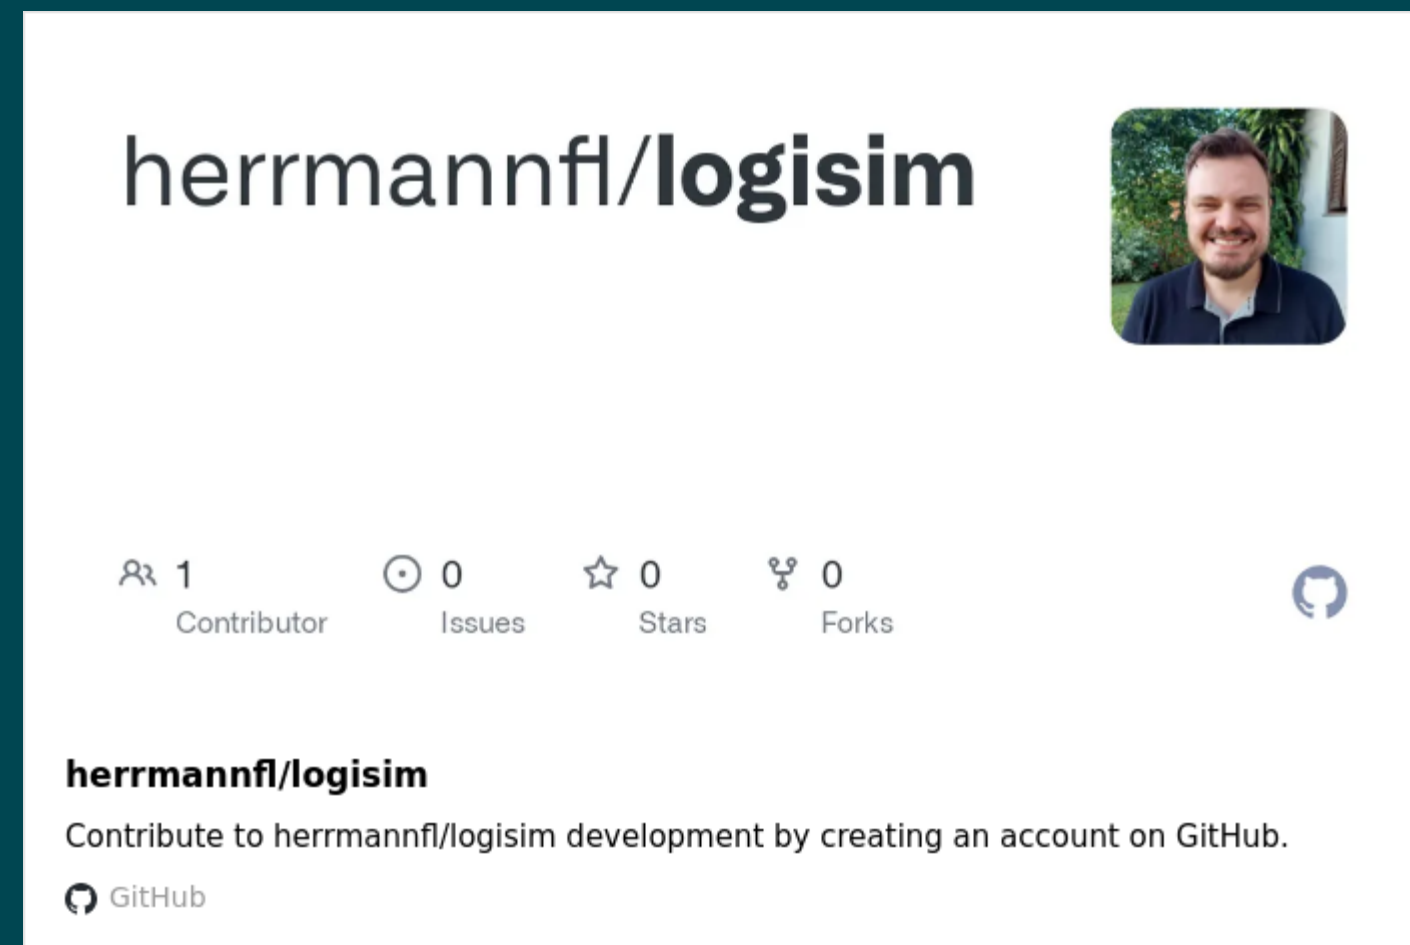 herrmannfl/logisim
1
Contributor
0
Issues
0
Stars
0
Forks
herrmannfl/logisim
Contribute to herrmannfl/logisim development by creating an account on GitHub.
GitHub